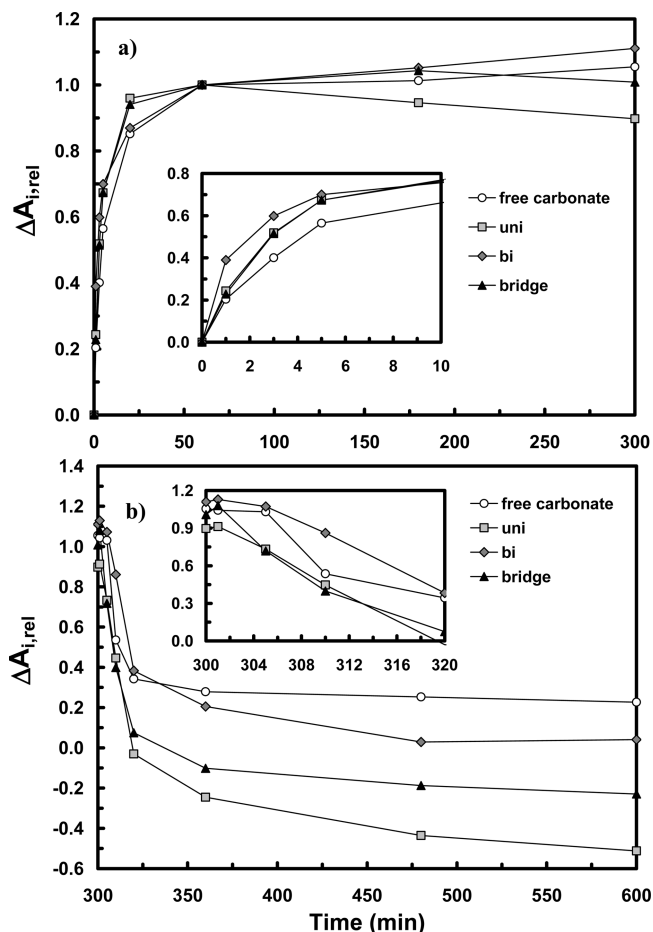 a)
ΔAi,rel
1.2
1.0
0.8
0.6
0.4
0.2
0.0
0 50 100 150 200 250 300
0.8
0.6
0.4
0.2
0.0
0 2 4 6 8 10
free carbonate
uni
bi
bridge
b)
ΔAi,rel
1.4
1.2
1.0
0.8
0.6
0.4
0.2
0.0
-0.2
-0.4
-0.6
300 350 400 450 500 550 600
1.2
0.9
0.6
0.3
0.0
300 304 308 312 316 320
free carbonate
uni
bi
bridge
Time (min)